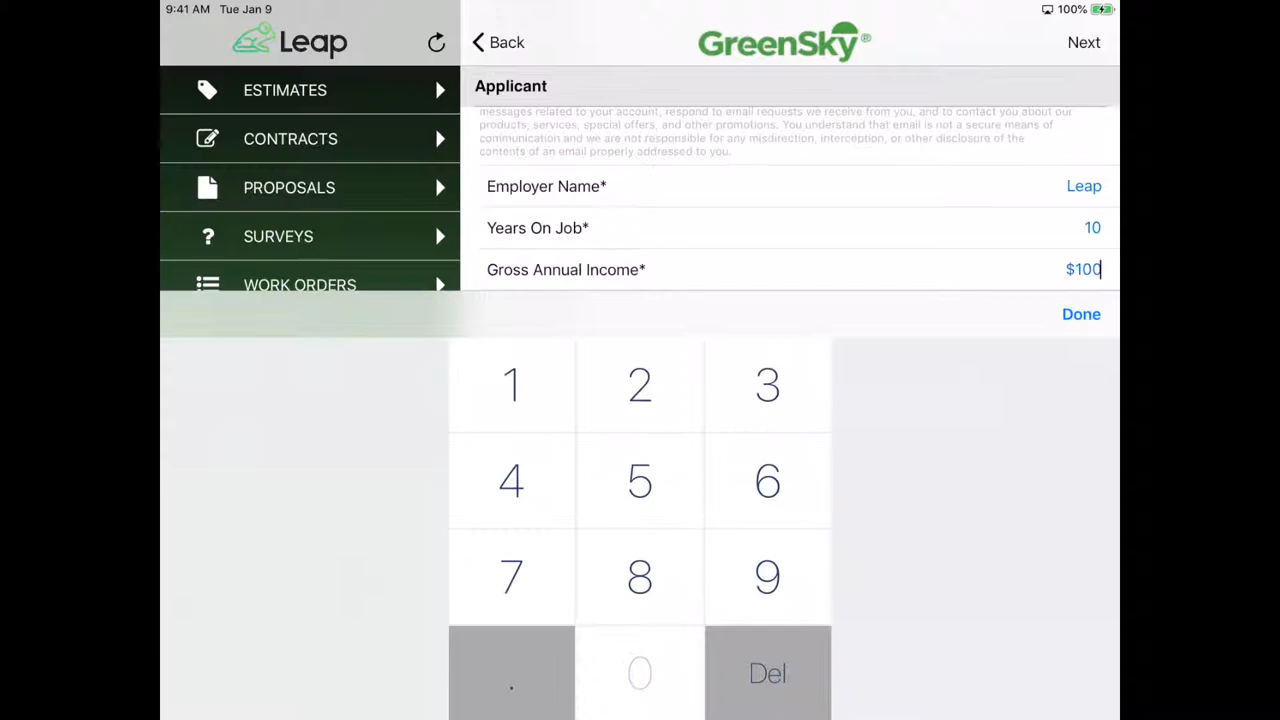 9:41 AM Tue Jan 9
100%
Leap
Back
GreenSky®
Next
ESTIMATES
CONTRACTS
PROPOSALS
SURVEYS
WORK ORDERS
Applicant
messages related to your account, respond to email requests we receive from you, and to contact you about our
products, services, special offers, and other promotions. You understand that email is not a secure means of
communication and we are not responsible for any misdirection, interception, or other disclosure of the
contents of an email properly addressed to you.
Employer Name* Leap
Years On Job* 10
Gross Annual Income* $100
Done
1 2 3
4 5 6
7 8 9
. 0 Del